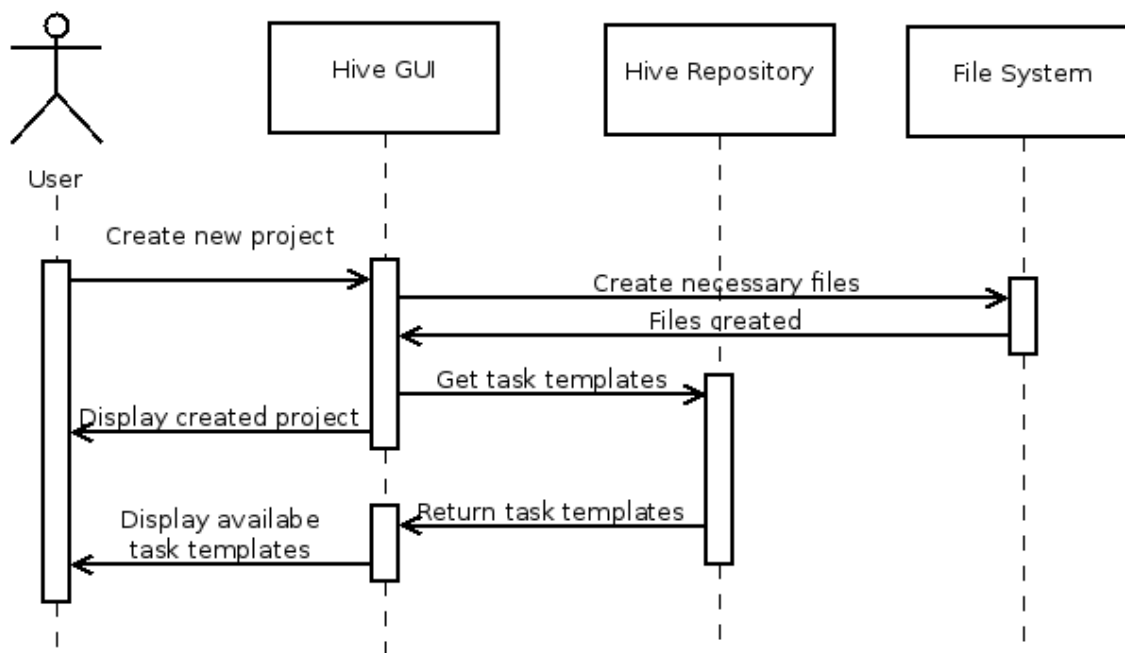 Hive GUI
Hive Repository
File System
User
Create new project
Create necessary files
Files created
Get task templates
Display created project
Return task templates
Display availabe
task templates